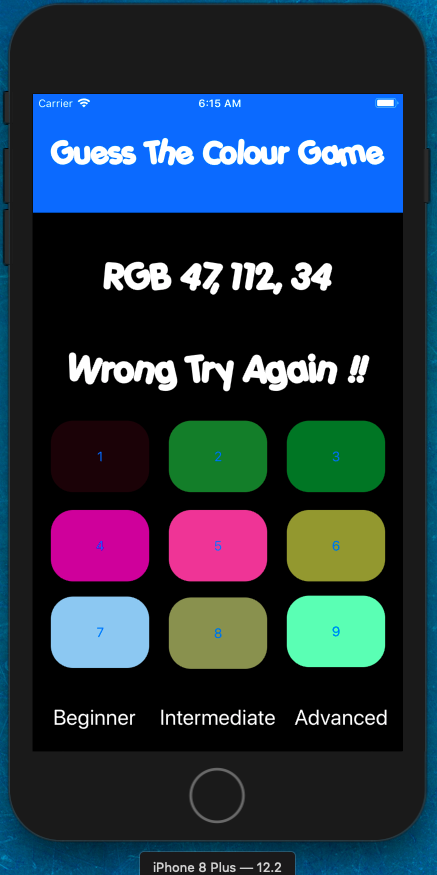 Carrier 6:15 AM
Guess The Colour Game
RGB 47, 112, 34
Wrong Try Again !!
1 2 3
4 5 6
7 8 9
Beginner Intermediate Advanced
iPhone 8 Plus — 12.2